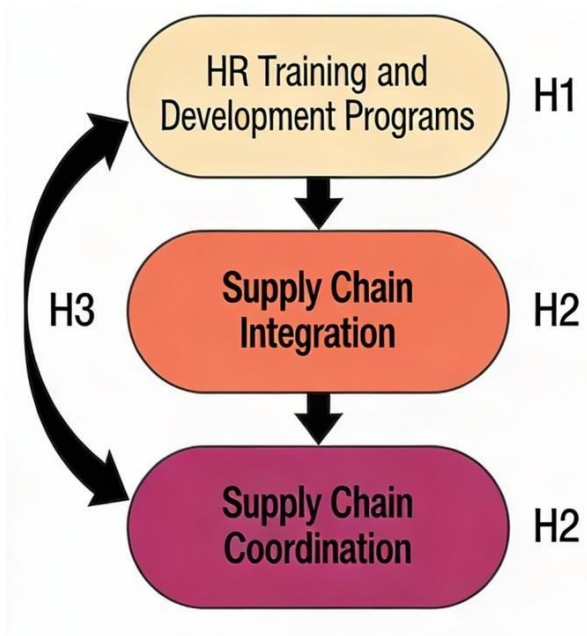 HR Training and
Development Programs
H1
Supply Chain
Integration
H2
H3
Supply Chain
Coordination
H2